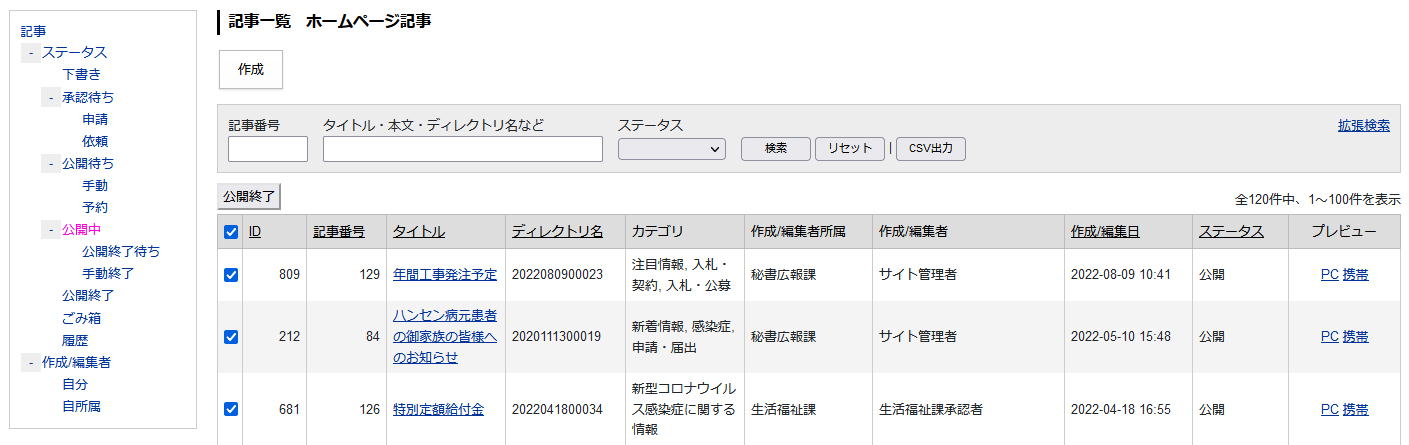 記事
- ステータス
下書き
- 承認待ち
申請
依頼
- 公開待ち
手動
予約
- 公開中
公開終了待ち
手動終了
公開終了
ごみ箱
履歴
- 作成/編集者
自分
自所属
記事一覧　ホームページ記事
作成
記事番号 タイトル・本文・ディレクトリ名など ステータス 拡張検索
検索 リセット | CSV出力
公開終了
全120件中、1～100件を表示
ID 記事番号 タイトル ディレクトリ名 カテゴリ 作成/編集者所属 作成/編集者 作成/編集日 ステータス プレビュー
809 129 年間工事発注予定 2022080900023 注目情報, 入札・
契約, 入札・公募 秘書広報課 サイト管理者 2022-08-09 10:41 公開 PC 携帯
212 84 ハンセン病元患者
の御家族の皆様へ
のお知らせ 2020111300019 新着情報, 感染症,
申請・届出 秘書広報課 サイト管理者 2022-05-10 15:48 公開 PC 携帯
681 126 特別定額給付金 2022041800034 新型コロナウイル
ス感染症に関する
情報 生活福祉課 生活福祉課承認者 2022-04-18 16:55 公開 PC 携帯